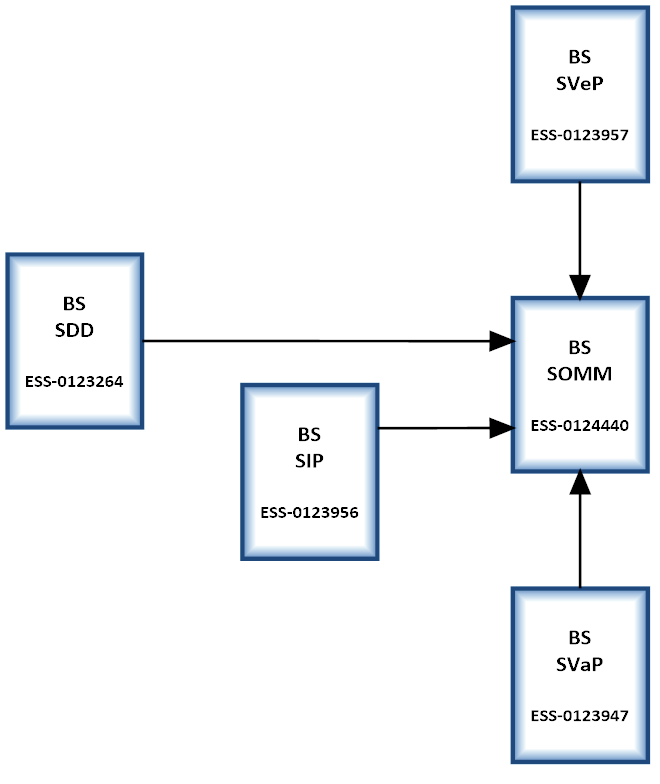 BS
SVeP
ESS-0123957
BS
SDD
ESS-0123264
BS
SOMM
ESS-0124440
BS
SIP
ESS-0123956
BS
SVaP
ESS-0123947